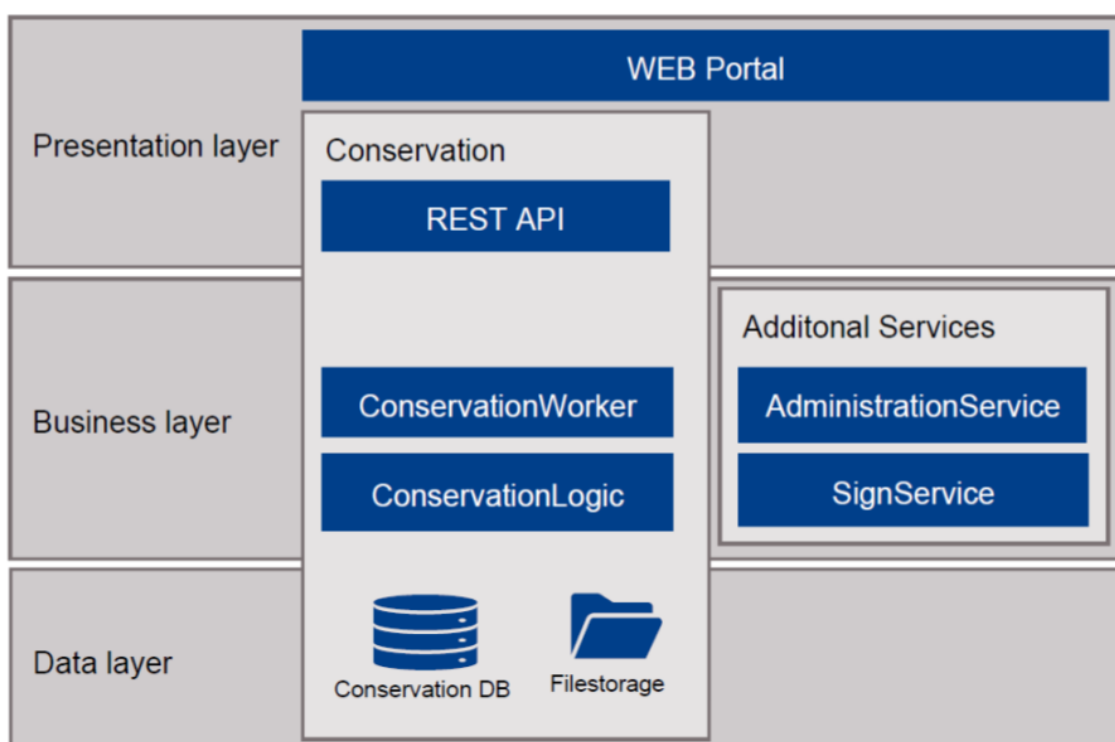 WEB Portal
Presentation layer
Conservation
REST API
Business layer
ConservationWorker
ConservationLogic
Additonal Services
AdministrationService
SignService
Data layer
Conservation DB
Filestorage